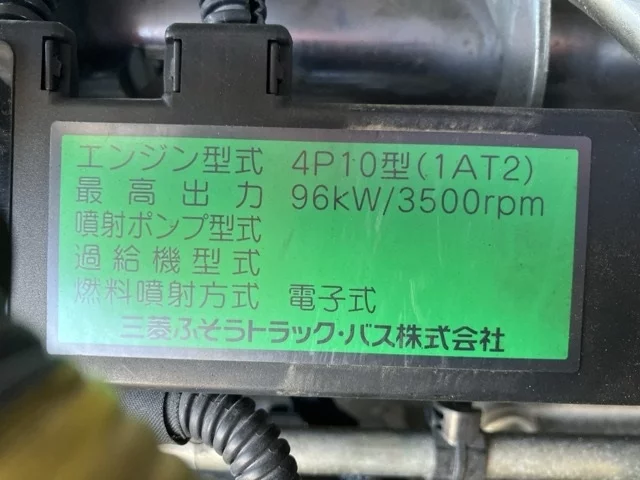 エンジン型式 4P10型(1AT2)
最高出力 96kW/3500rpm
噴射ポンプ型式
過給機型式
燃料噴射方式 電子式
三菱ふそうトラック・バス株式会社